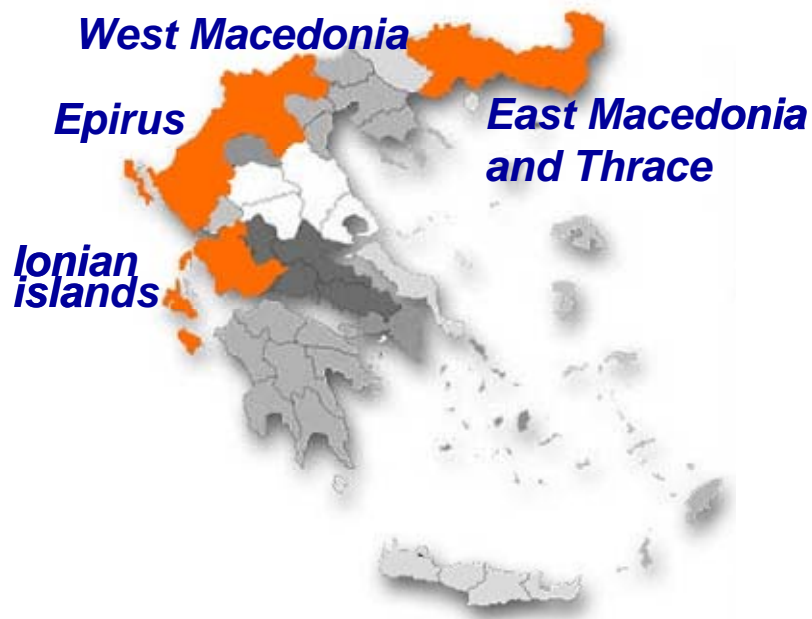 West Macedonia
Epirus
East Macedonia
and Thrace
Ionian
islands